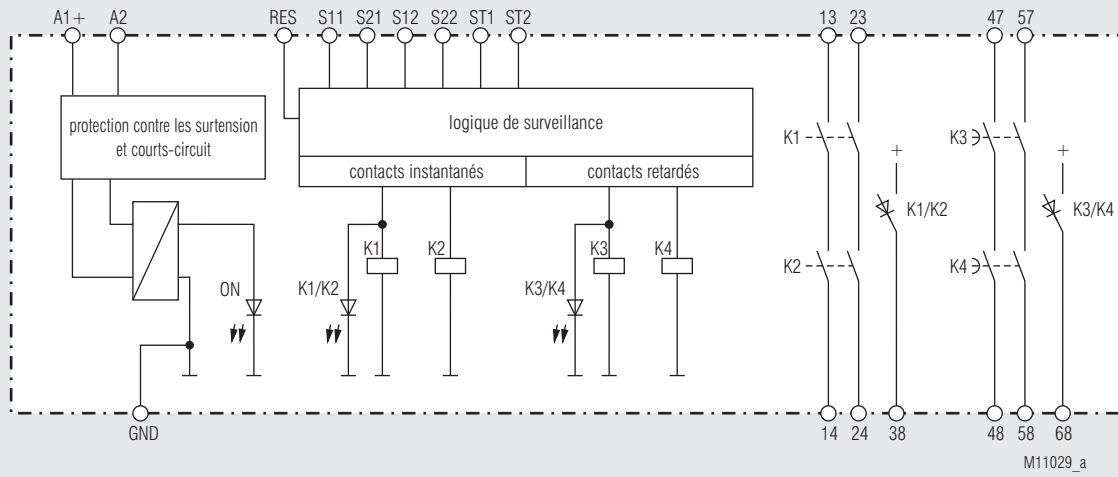 A1+ A2 RES S11 S21 S12 S22 ST1 ST2 13 23 47 57
protection contre les surtension
et courts-circuit
logique de surveillance
contacts instantanés contacts retardés
K1 K3
+ +
K1/K2 K3/K4
K1 K2 K3 K4
K2 K4
ON K1/K2 K3/K4
GND 14 24 38 48 58 68
M11029_a